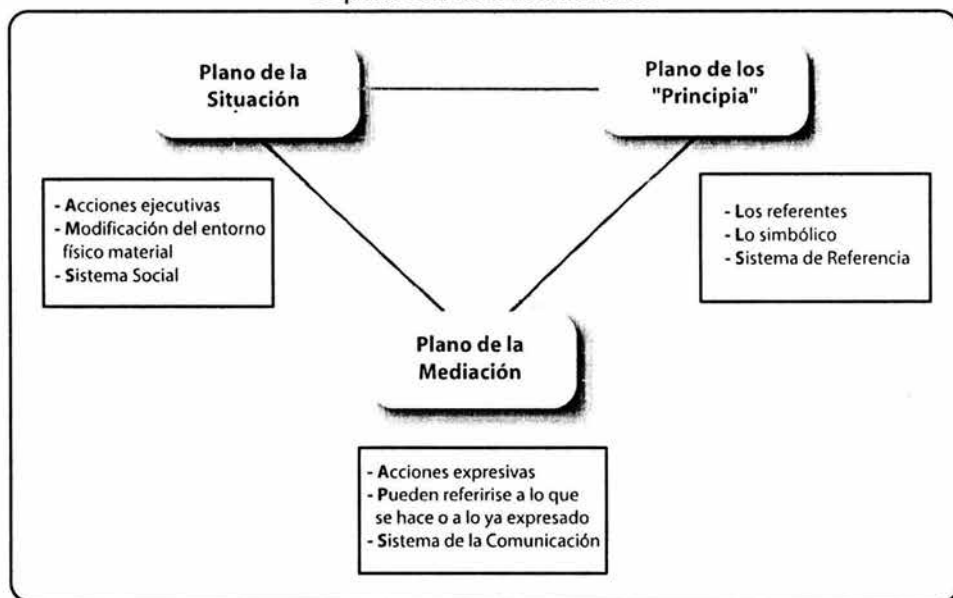 Plano de la
Situación
Plano de los
"Principia"
- Acciones ejecutivas
- Modificación del entorno
físico material
- Sistema Social
- Los referentes
- Lo simbólico
- Sistema de Referencia
Plano de la
Mediación
- Acciones expresivas
- Pueden referirise a lo que
se hace o a lo ya expresado
- Sistema de la Comunicación